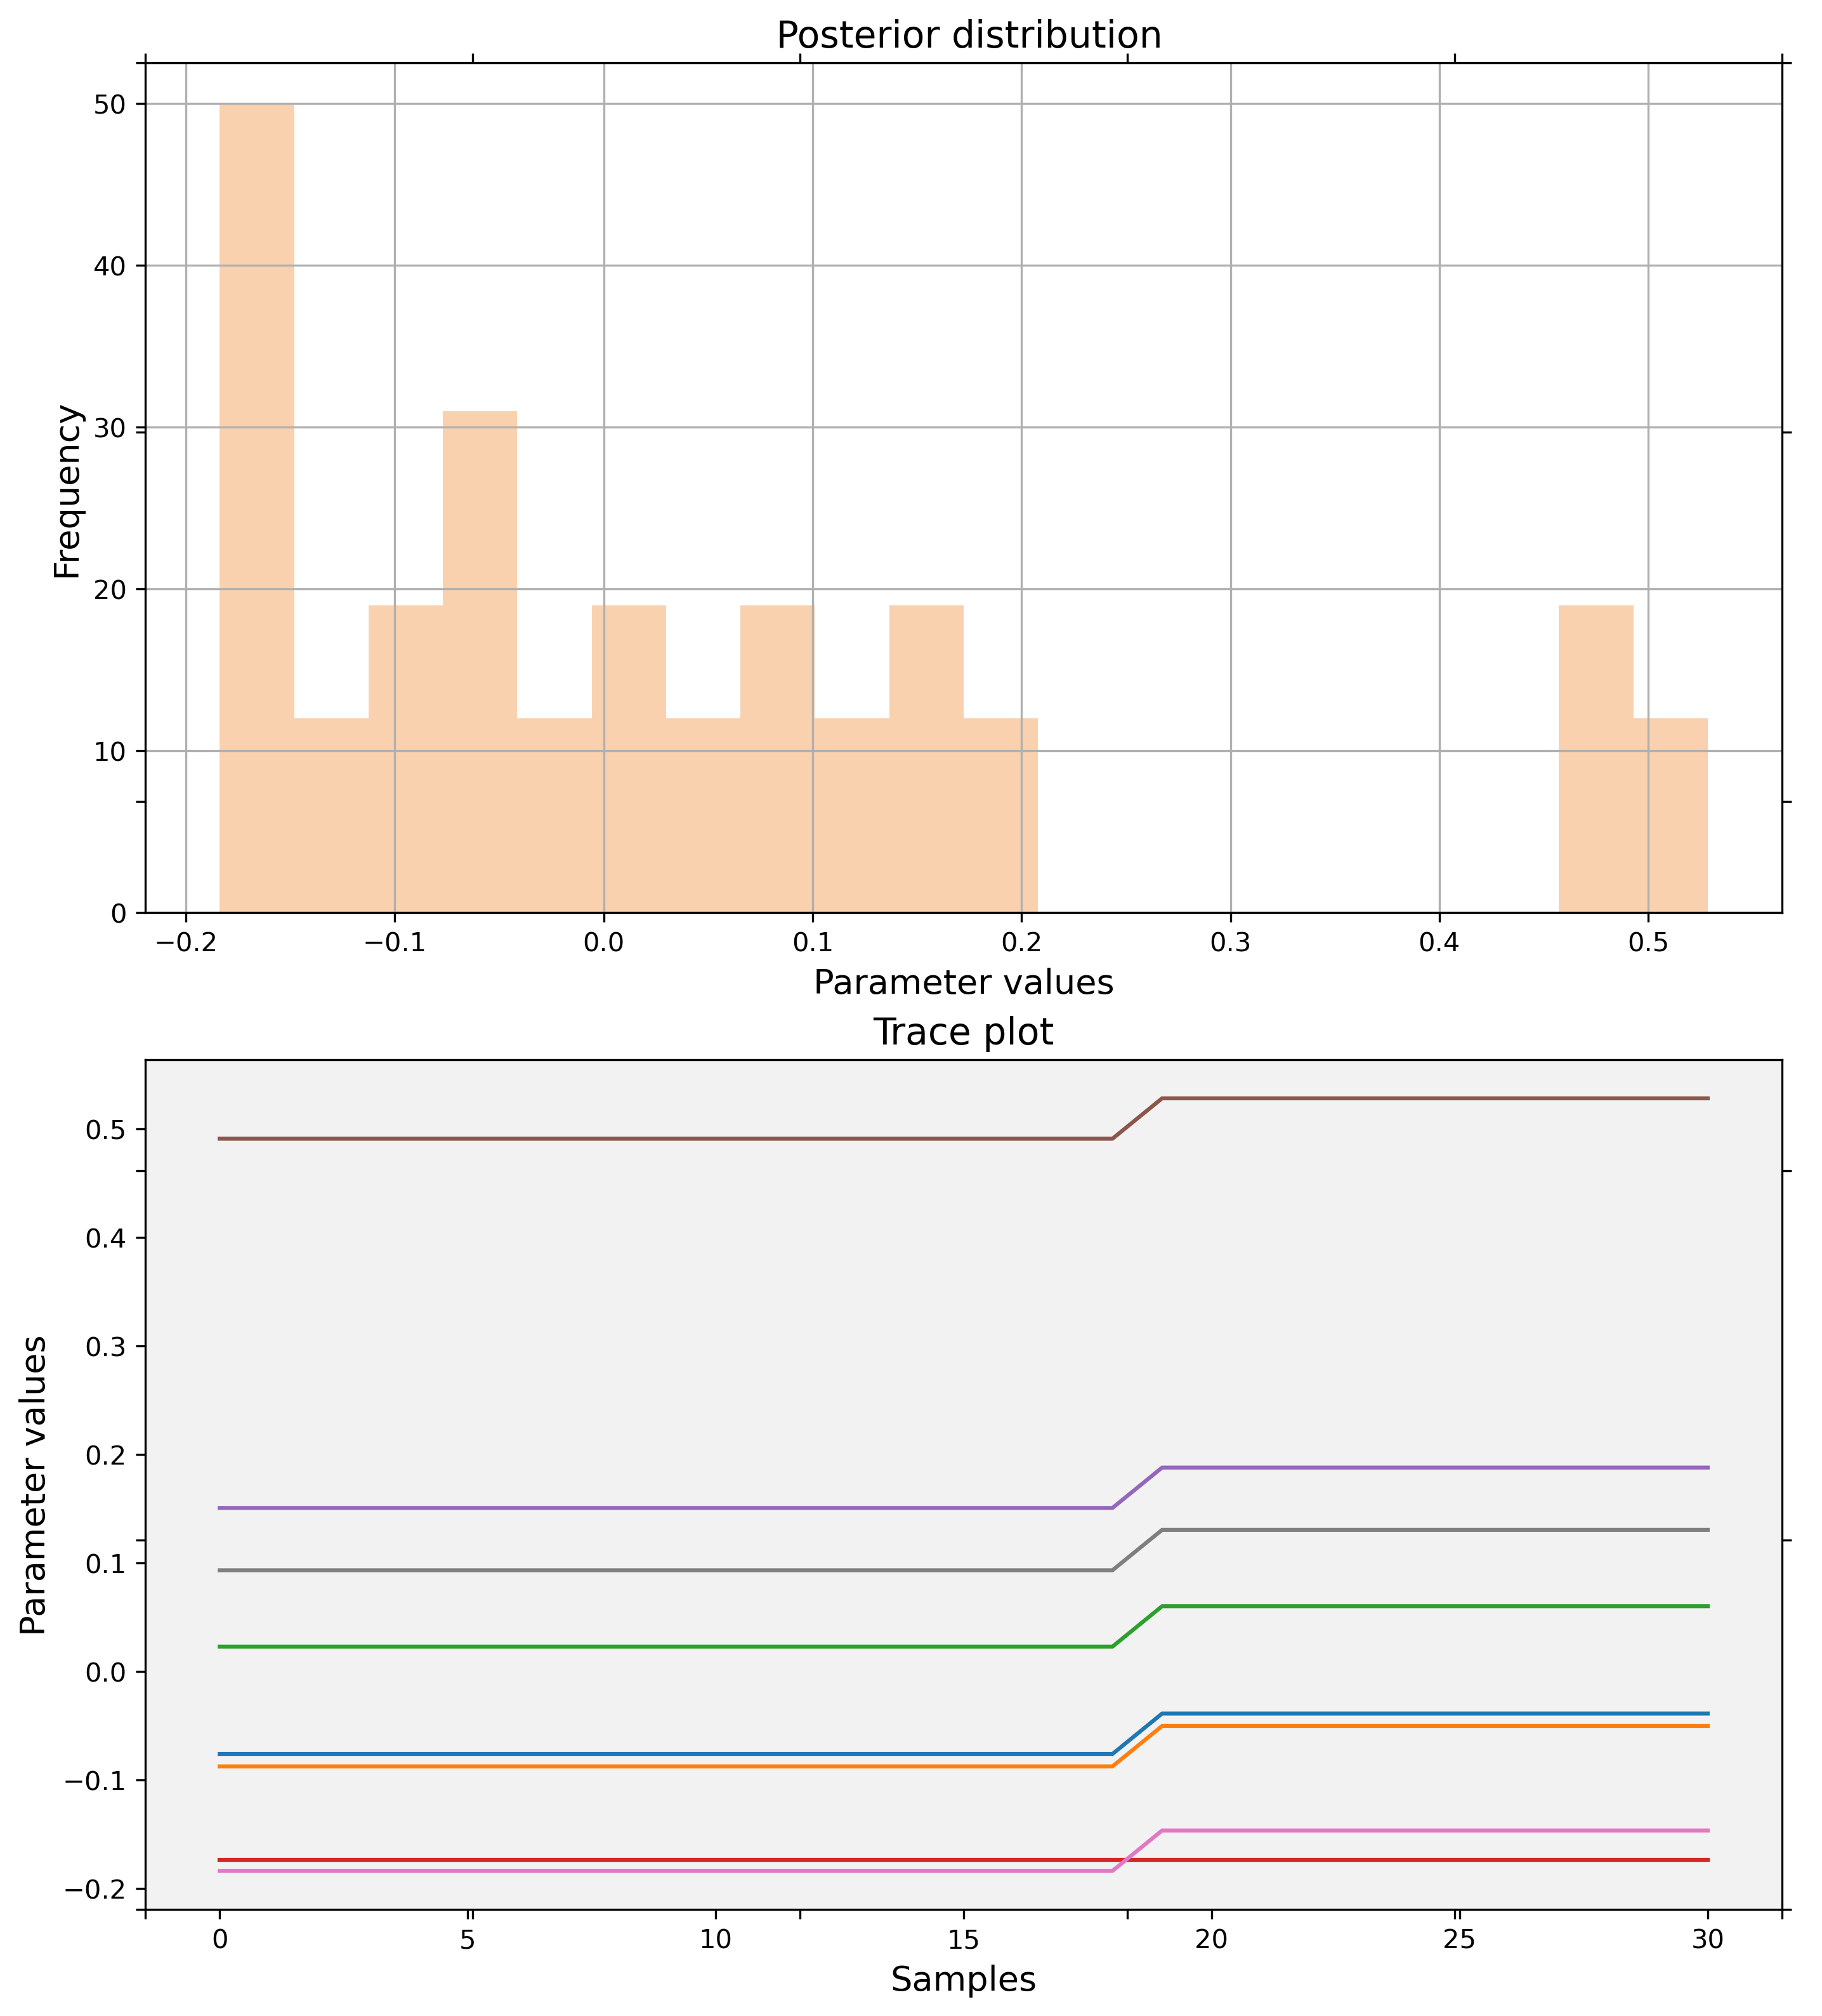 Posterior distribution
50
40
30
20
10
0
Frequency
−0.2 −0.1 0.0 0.1 0.2 0.3 0.4 0.5
Parameter values
Trace plot
0.5
0.4
0.3
0.2
0.1
0.0
−0.1
−0.2
Parameter values
0 5 10 15 20 25 30
Samples